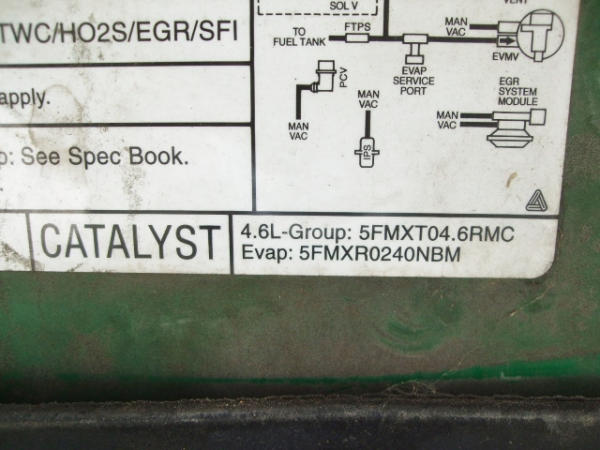 SOL V
VENT
TWC/HO2S/EGR/SFI
TO
FUEL TANK
FTPS
MAN
VAC
EVMV
EVAP
SERVICE
PORT
PCV
MAN
VAC
MAN
VAC
IPS
EGR
SYSTEM
MODULE
MAN
VAC
apply.
: See Spec Book.
CATALYST
4.6L-Group: 5FMXT04.6RMC
Evap: 5FMXR0240NBM